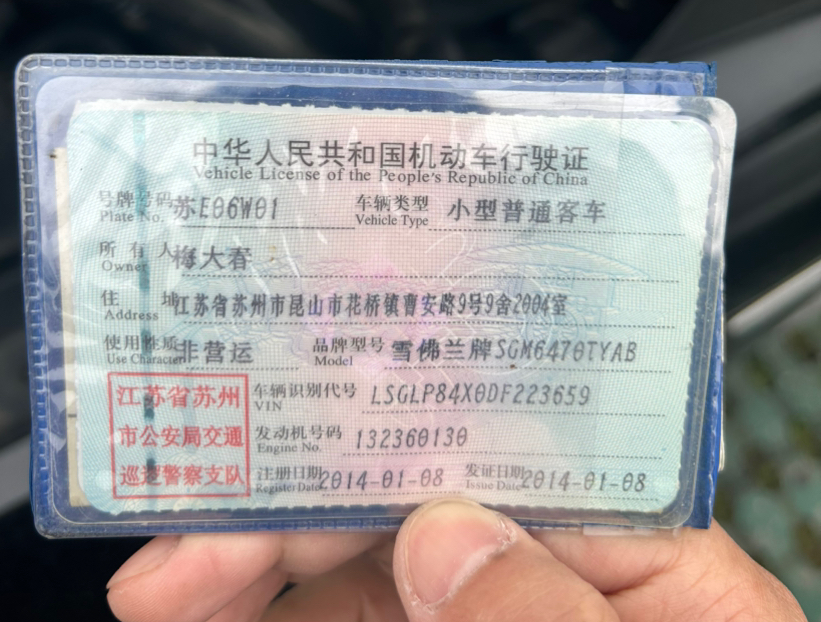 中华人民共和国机动车行驶证
Vehicle License of the People's Republic of China
号牌号码 苏E06W01 车辆类型 小型普通客车
Plate No. Vehicle Type
所有人 梅大春
Owner
住址 江苏省苏州市昆山市花桥镇曹安路9号9舍2004室
Address
使用性质 非营运 品牌型号 雪佛兰牌SGM6470TYAB
Use Character Model
江苏省苏州 车辆识别代号 LSGLP84X0DF223659
VIN
市公安局交通 发动机号码 132360130
Engine No.
巡逻警察支队 注册日期 2014-01-08 发证日期 2014-01-08
Register Date Issue Date